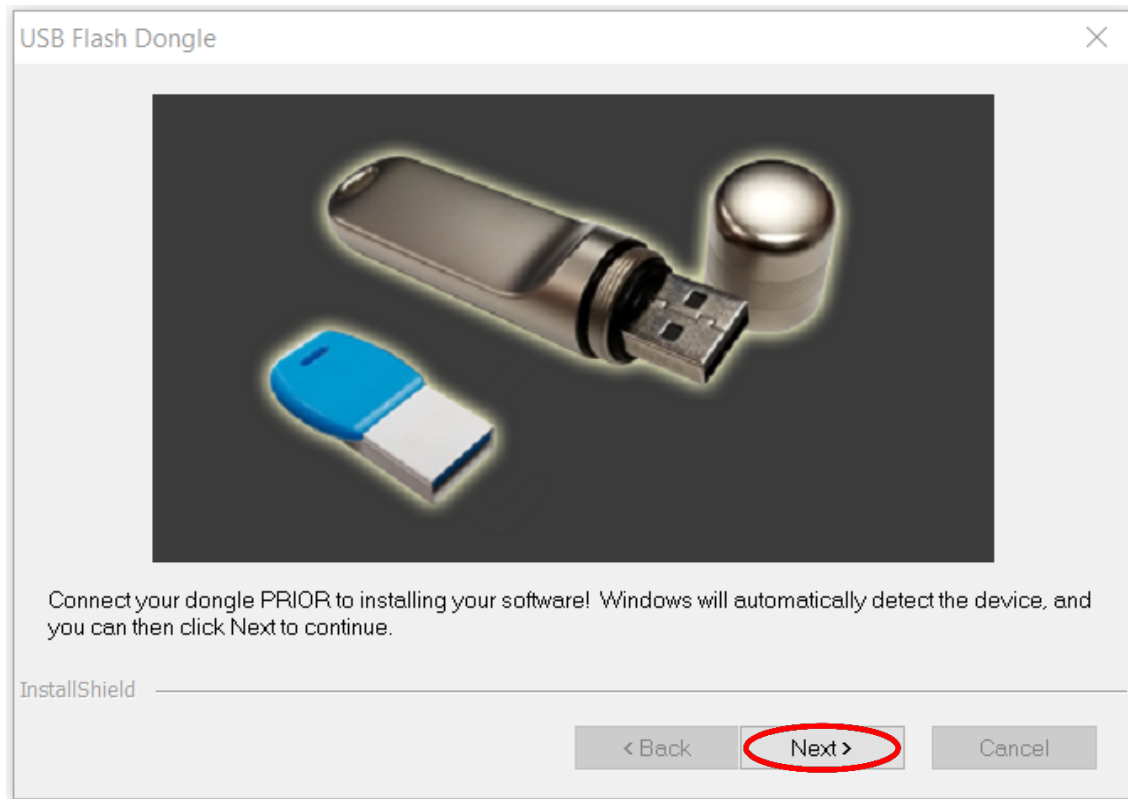 USB Flash Dongle
Connect your dongle PRIOR to installing your software! Windows will automatically detect the device, and
you can then click Next to continue.
InstallShield
< Back
Next >
Cancel